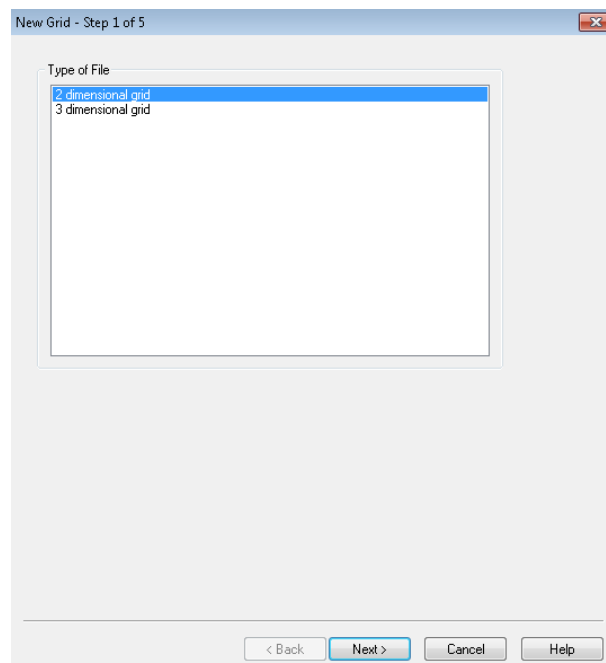 New Grid - Step 1 of 5
Type of File
2 dimensional grid
3 dimensional grid
< Back Next > Cancel Help